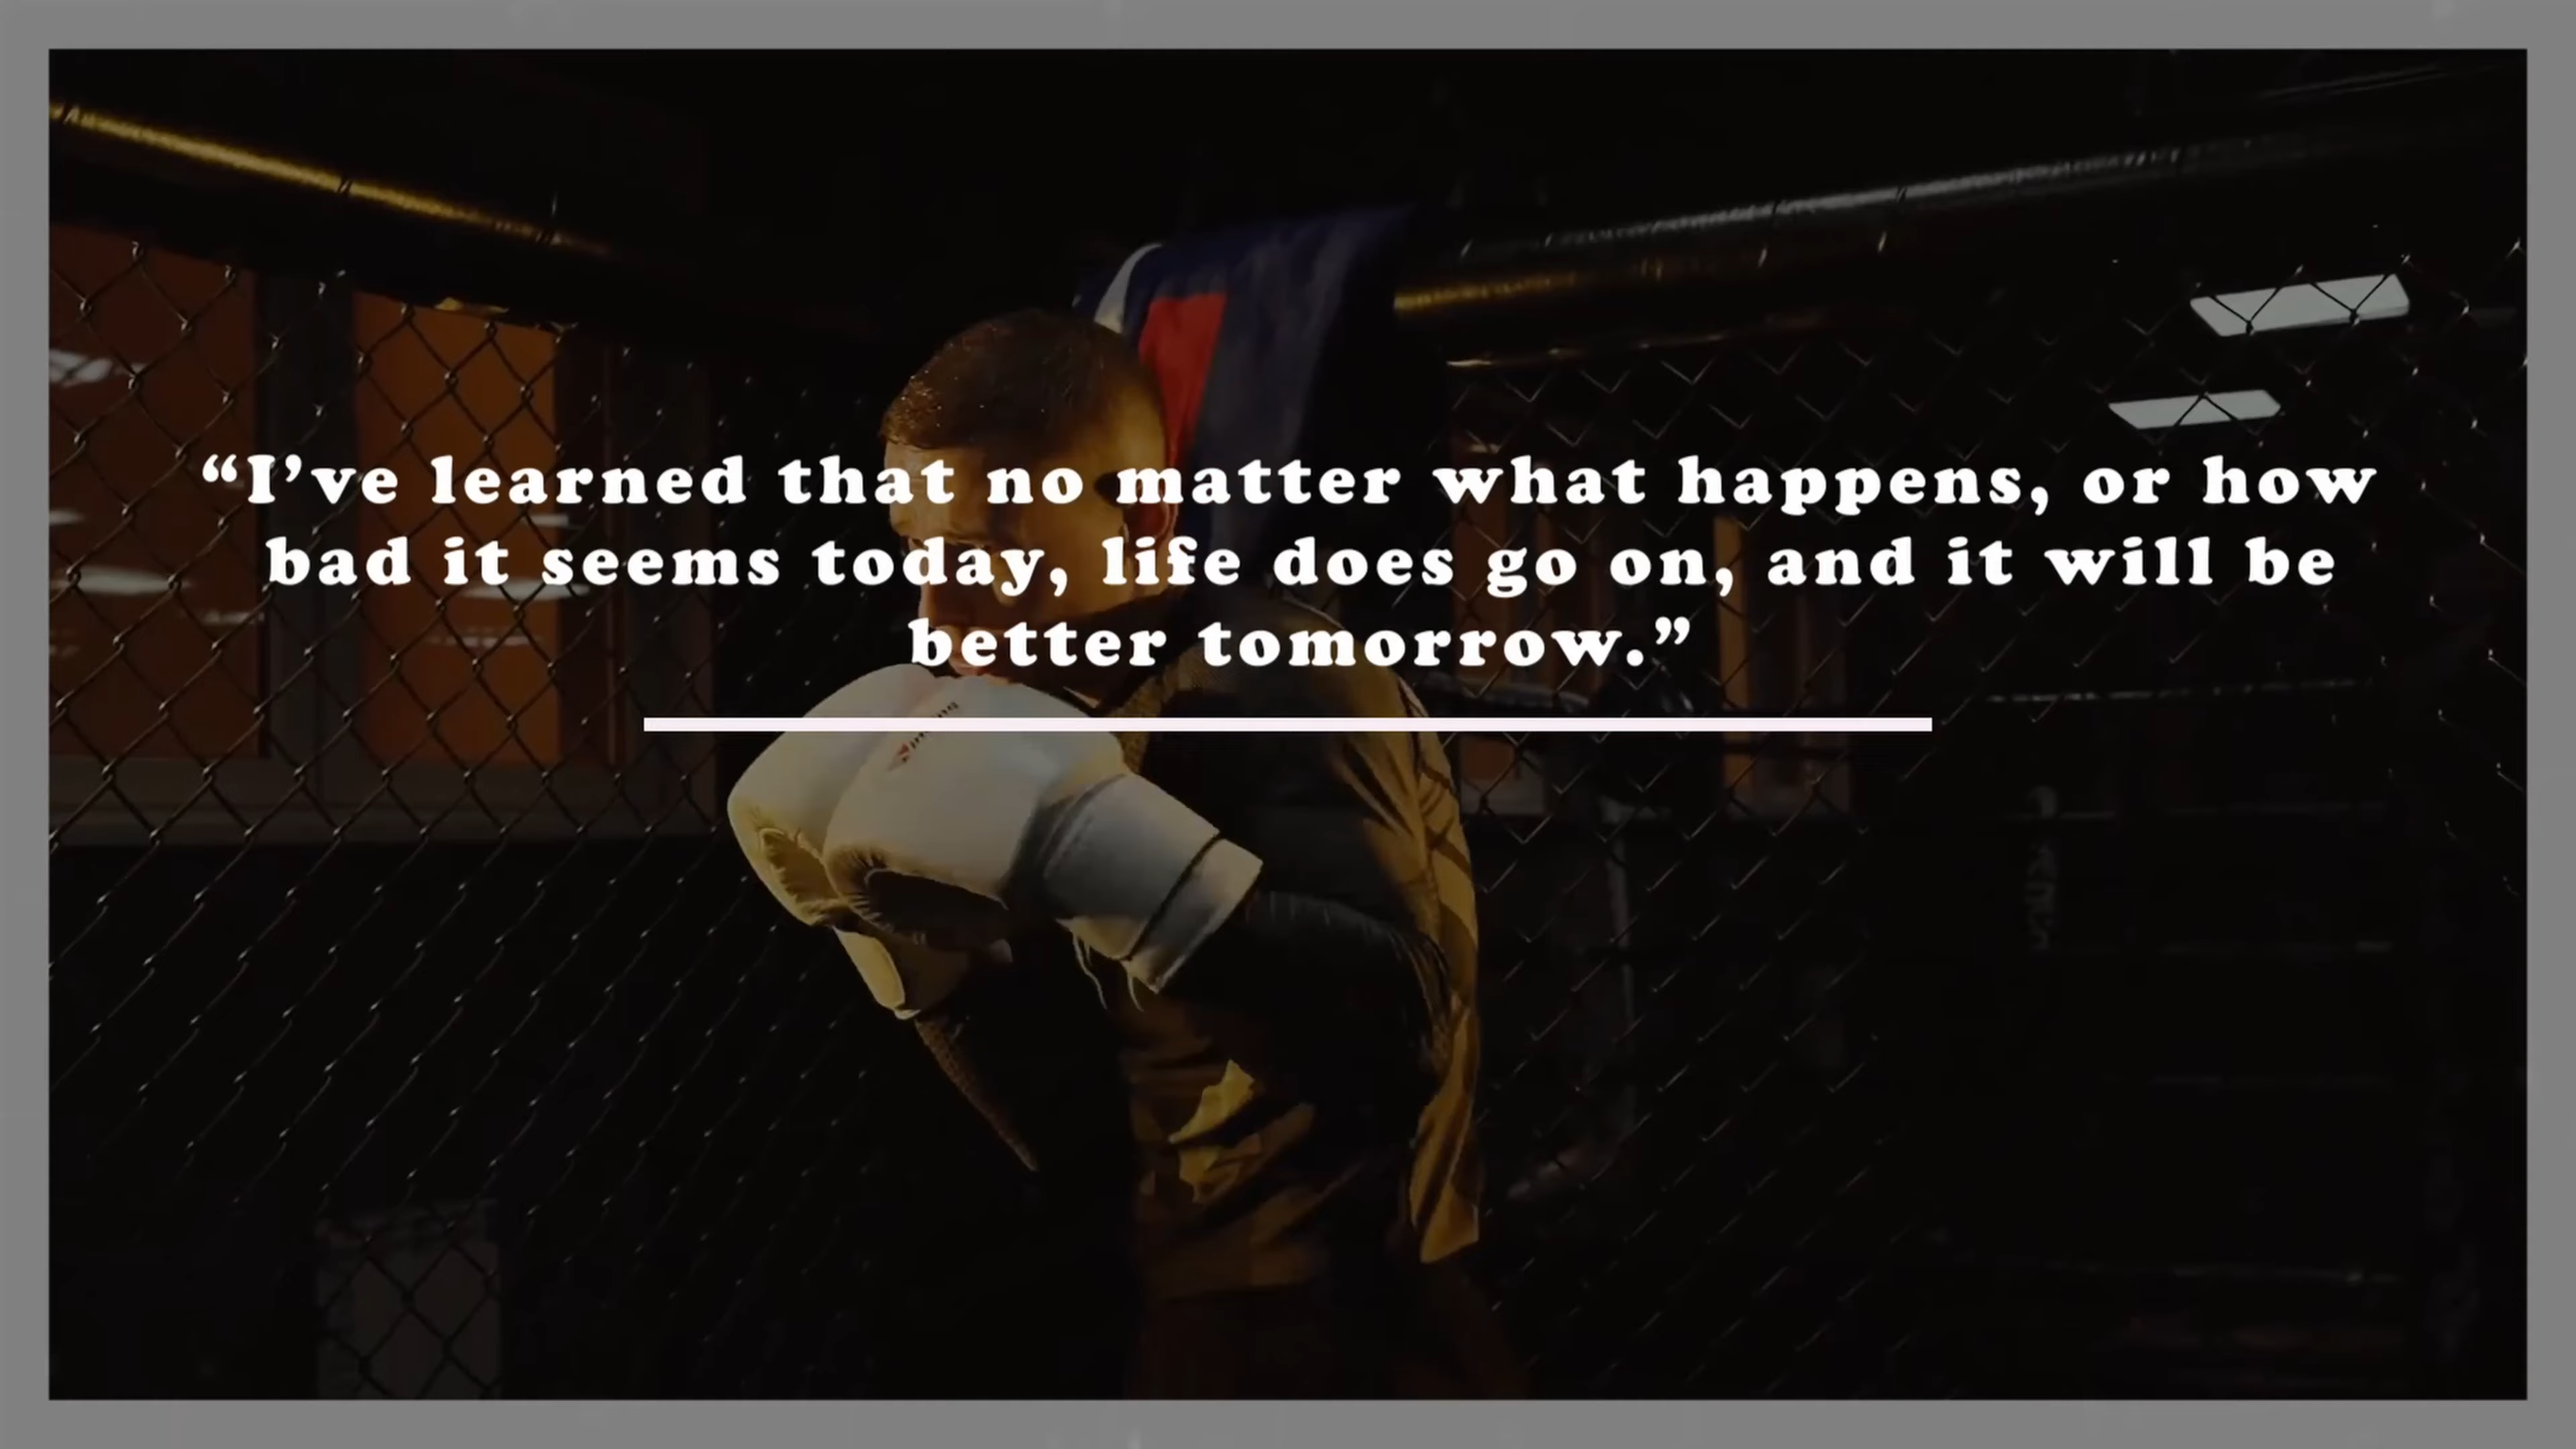 “I’ve learned that no matter what happens, or how
bad it seems today, life does go on, and it will be
better tomorrow.”